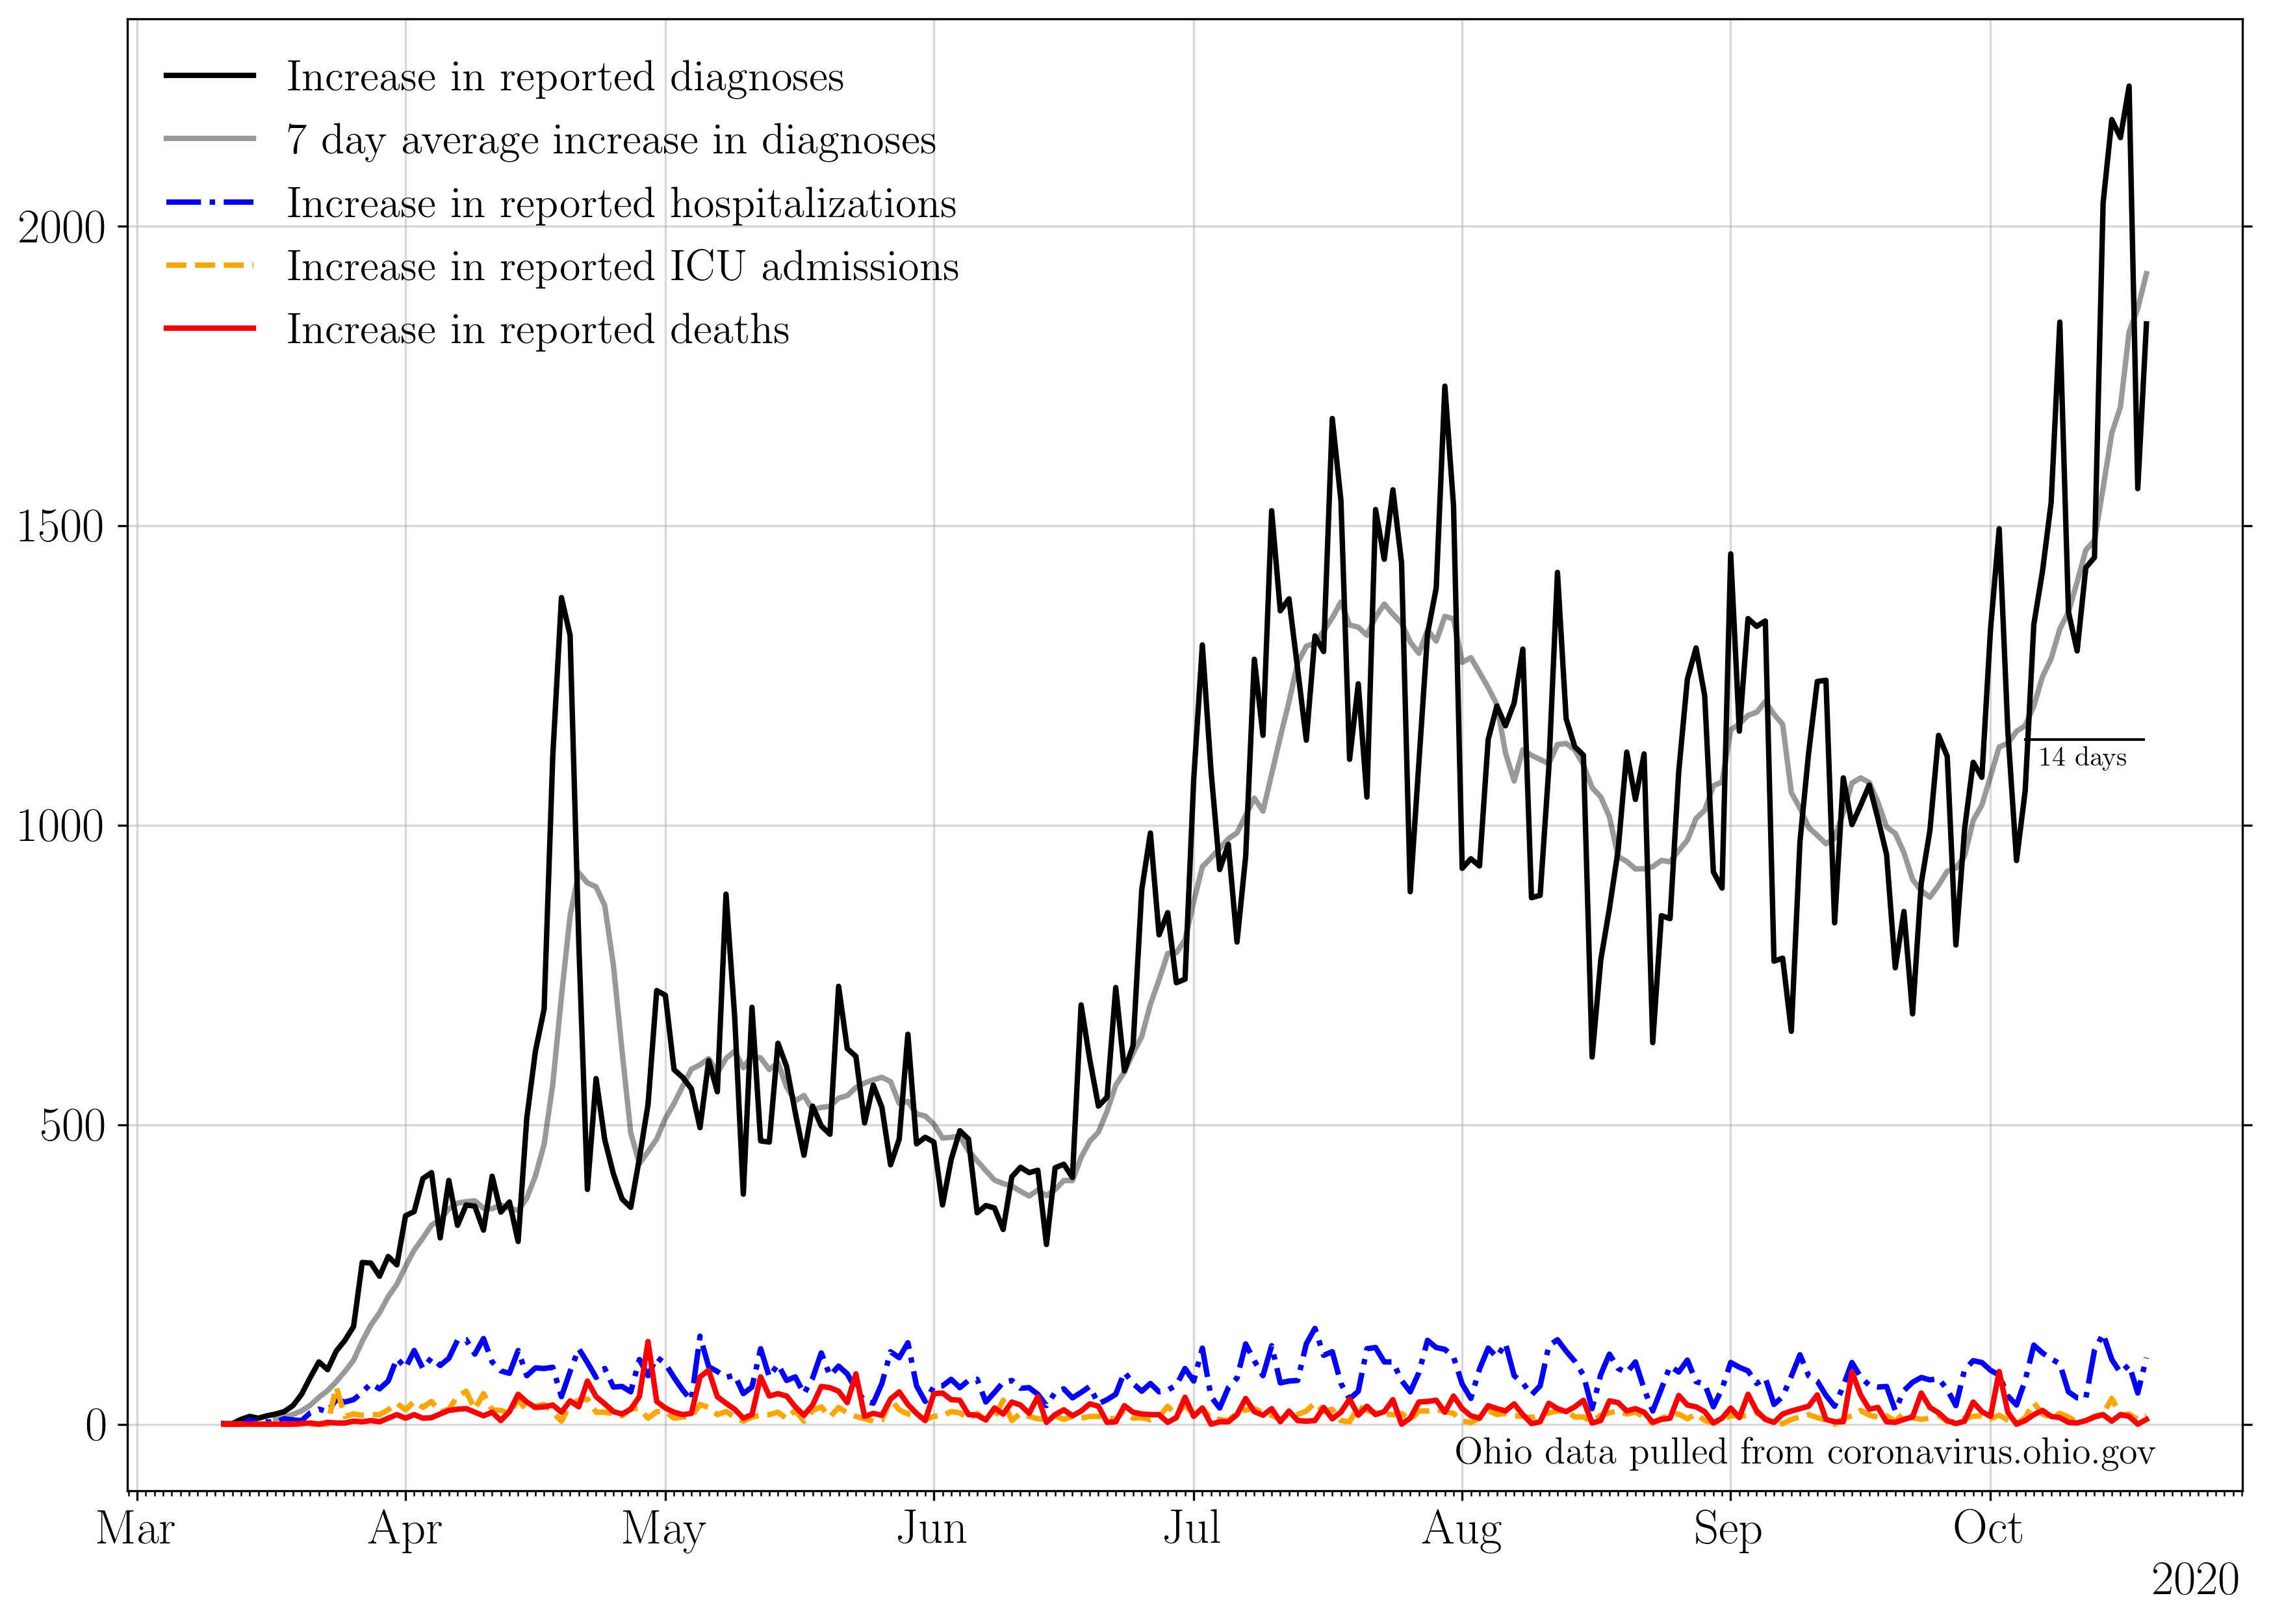 Increase in reported diagnoses
7 day average increase in diagnoses
Increase in reported hospitalizations
Increase in reported ICU admissions
Increase in reported deaths
2000
1500
1000
500
0
14 days
Ohio data pulled from coronavirus.ohio.gov
Mar Apr May Jun Jul Aug Sep Oct
2020